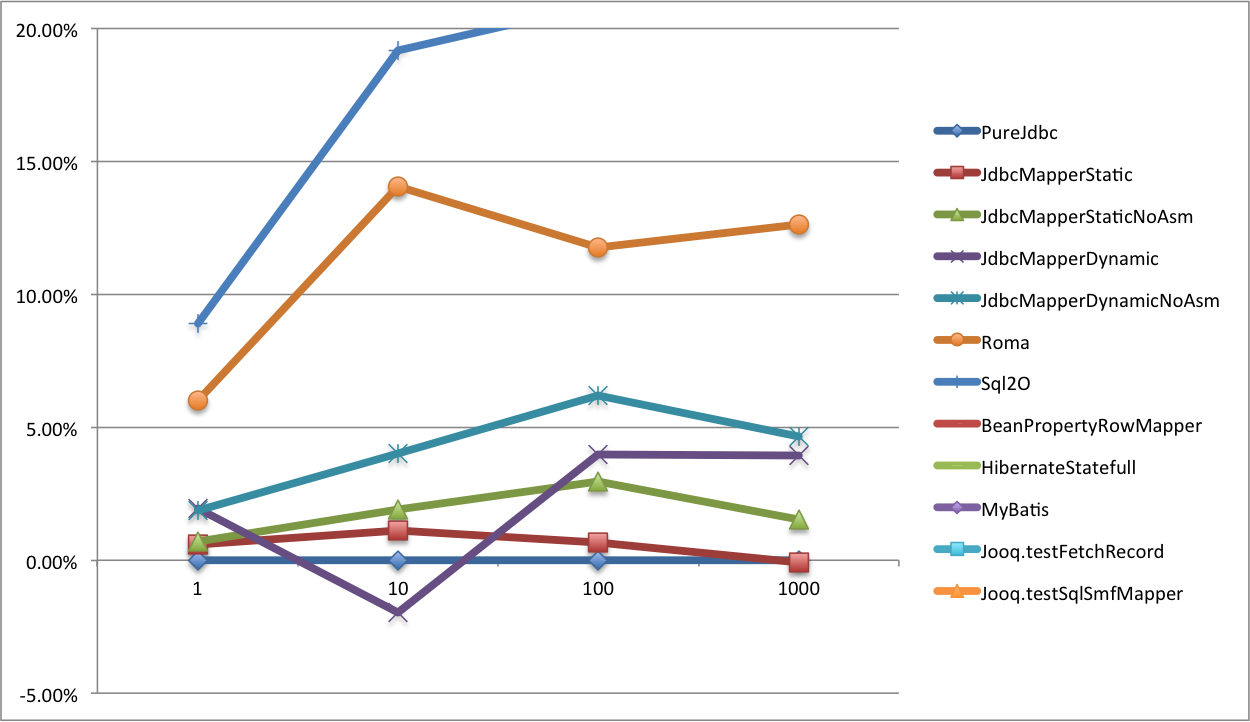 20.00%
15.00%
10.00%
5.00%
0.00%
-5.00%
1 10 100 1000
PureJdbc
JdbcMapperStatic
JdbcMapperStaticNoAsm
JdbcMapperDynamic
JdbcMapperDynamicNoAsm
Roma
Sql2O
BeanPropertyRowMapper
HibernateStatefull
MyBatis
Jooq.testFetchRecord
Jooq.testSqlSmfMapper